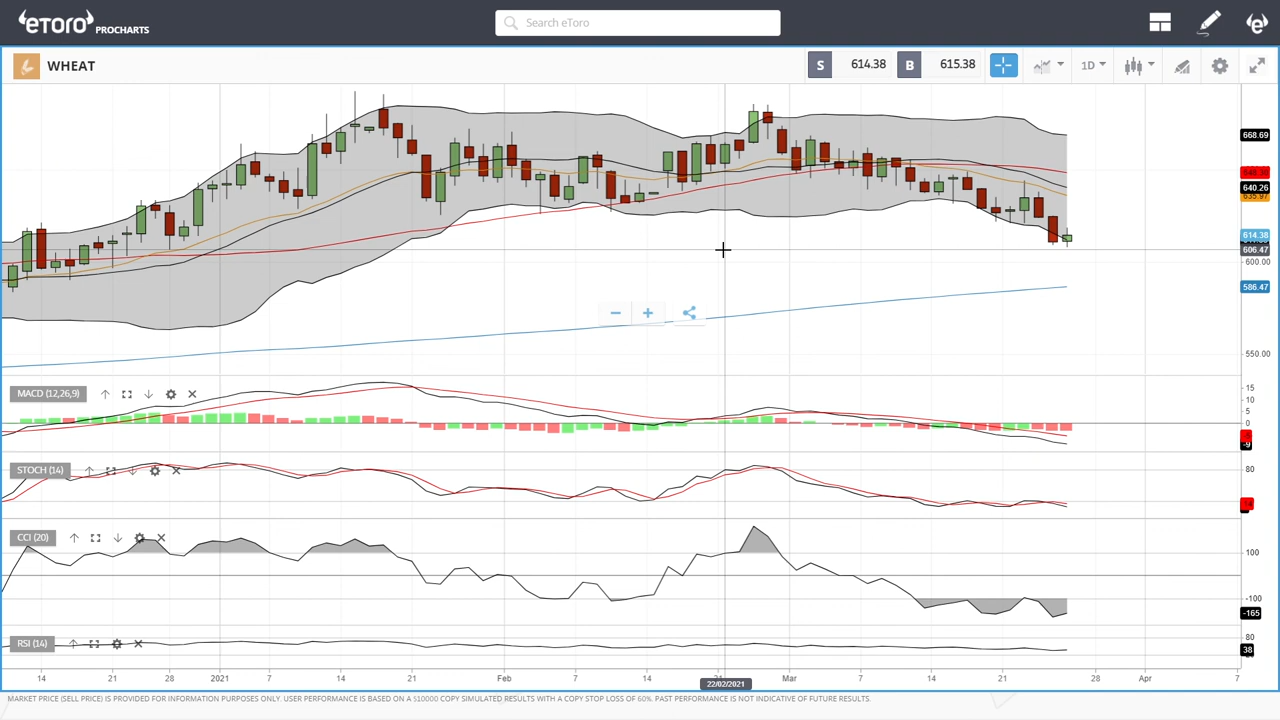 eToro PROCHARTS
Search eToro
WHEAT
S 614.38 B 615.38 1D
668.69
640.26
614.38
606.47
600.00
586.47
550.00
MACD (12,26,9)
15
10
5
0
-9
STOCH (14)
80
CCI (20)
100
-100
-165
RSI (14)
80
38
14 21 28 2021 7 14 21 Feb 7 14 Mar 7 14 21 28 Apr 7
22/02/2021
MARKET PRICE (SELL PRICE) IS PROVIDED FOR INFORMATION PURPOSES ONLY. USER PERFORMANCE IS BASED ON A $10000 COPY SIMULATED RESULTS WITH A COPY STOP LOSS OF 60%. PAST PERFORMANCE IS NOT INDICATIVE OF FUTURE RESULTS.